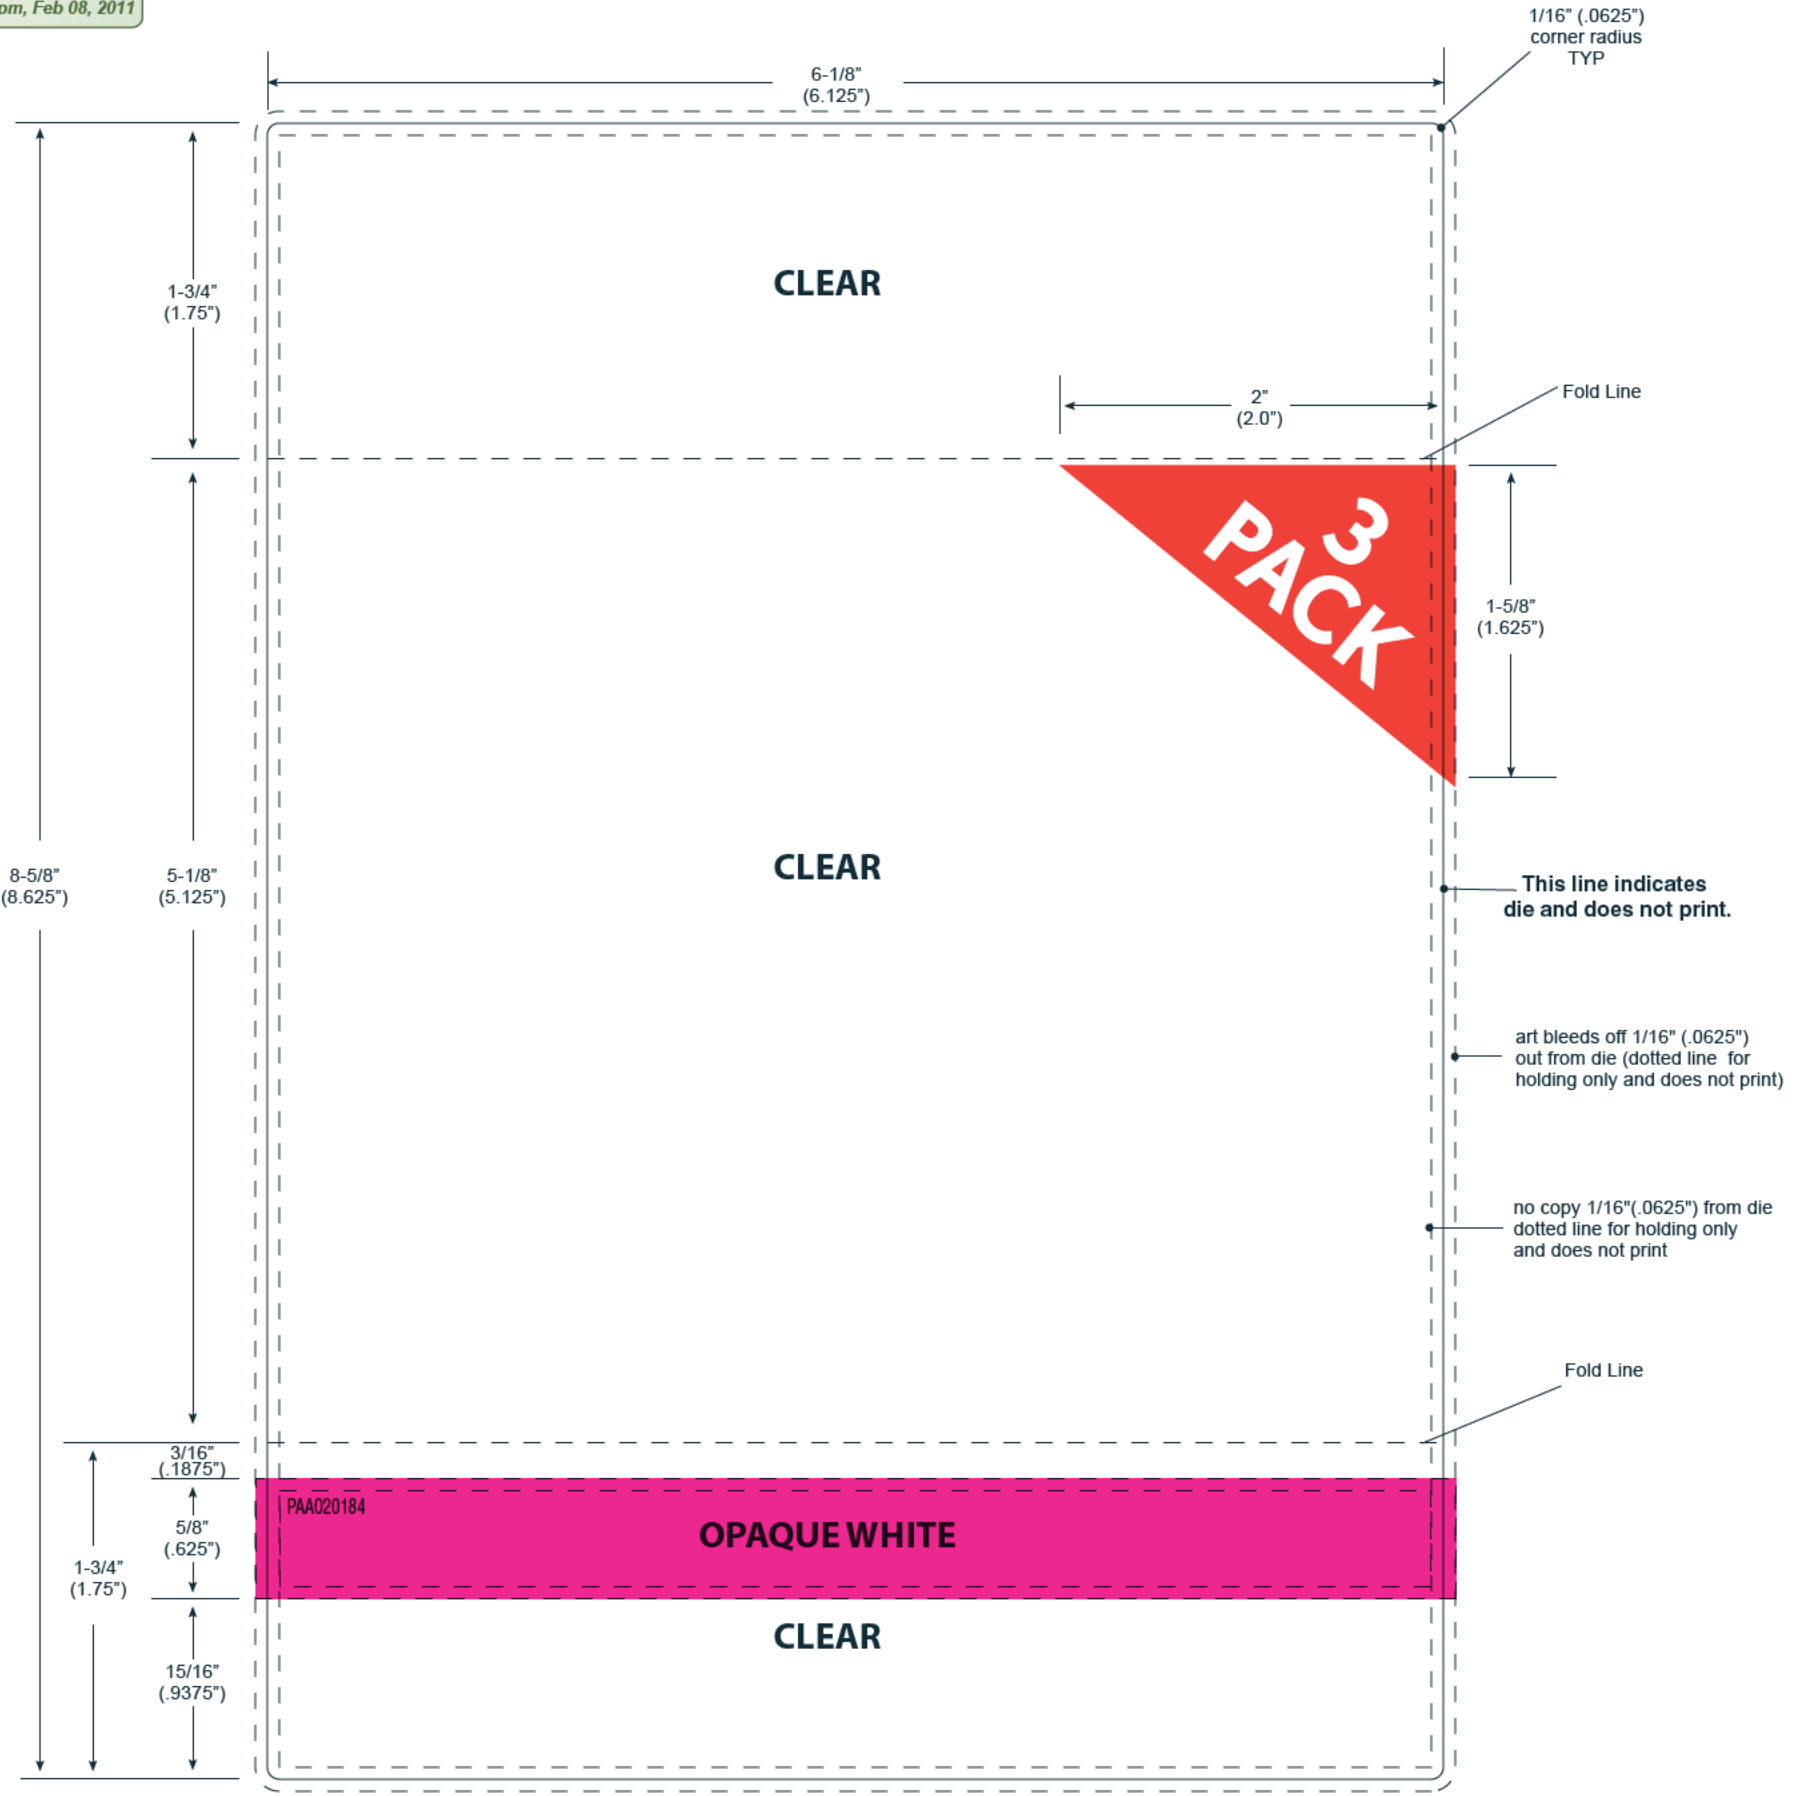 pm, Feb 08, 2011
1/16” (.0625”)
corner radius
TYP
6-1/8”
(6.125”)
CLEAR
1-3/4”
(1.75”)
2”
(2.0”)
Fold Line
3
PACK
1-5/8”
(1.625”)
CLEAR
8-5/8”
(8.625”)
5-1/8”
(5.125”)
This line indicates
die and does not print.
art bleeds off 1/16" (.0625")
out from die (dotted line for
holding only and does not print)
no copy 1/16"(.0625") from die
dotted line for holding only
and does not print
Fold Line
3/16”
(.1875”)
PAA020184
OPAQUE WHITE
5/8”
(.625”)
1-3/4”
(1.75”)
CLEAR
15/16”
(.9375”)